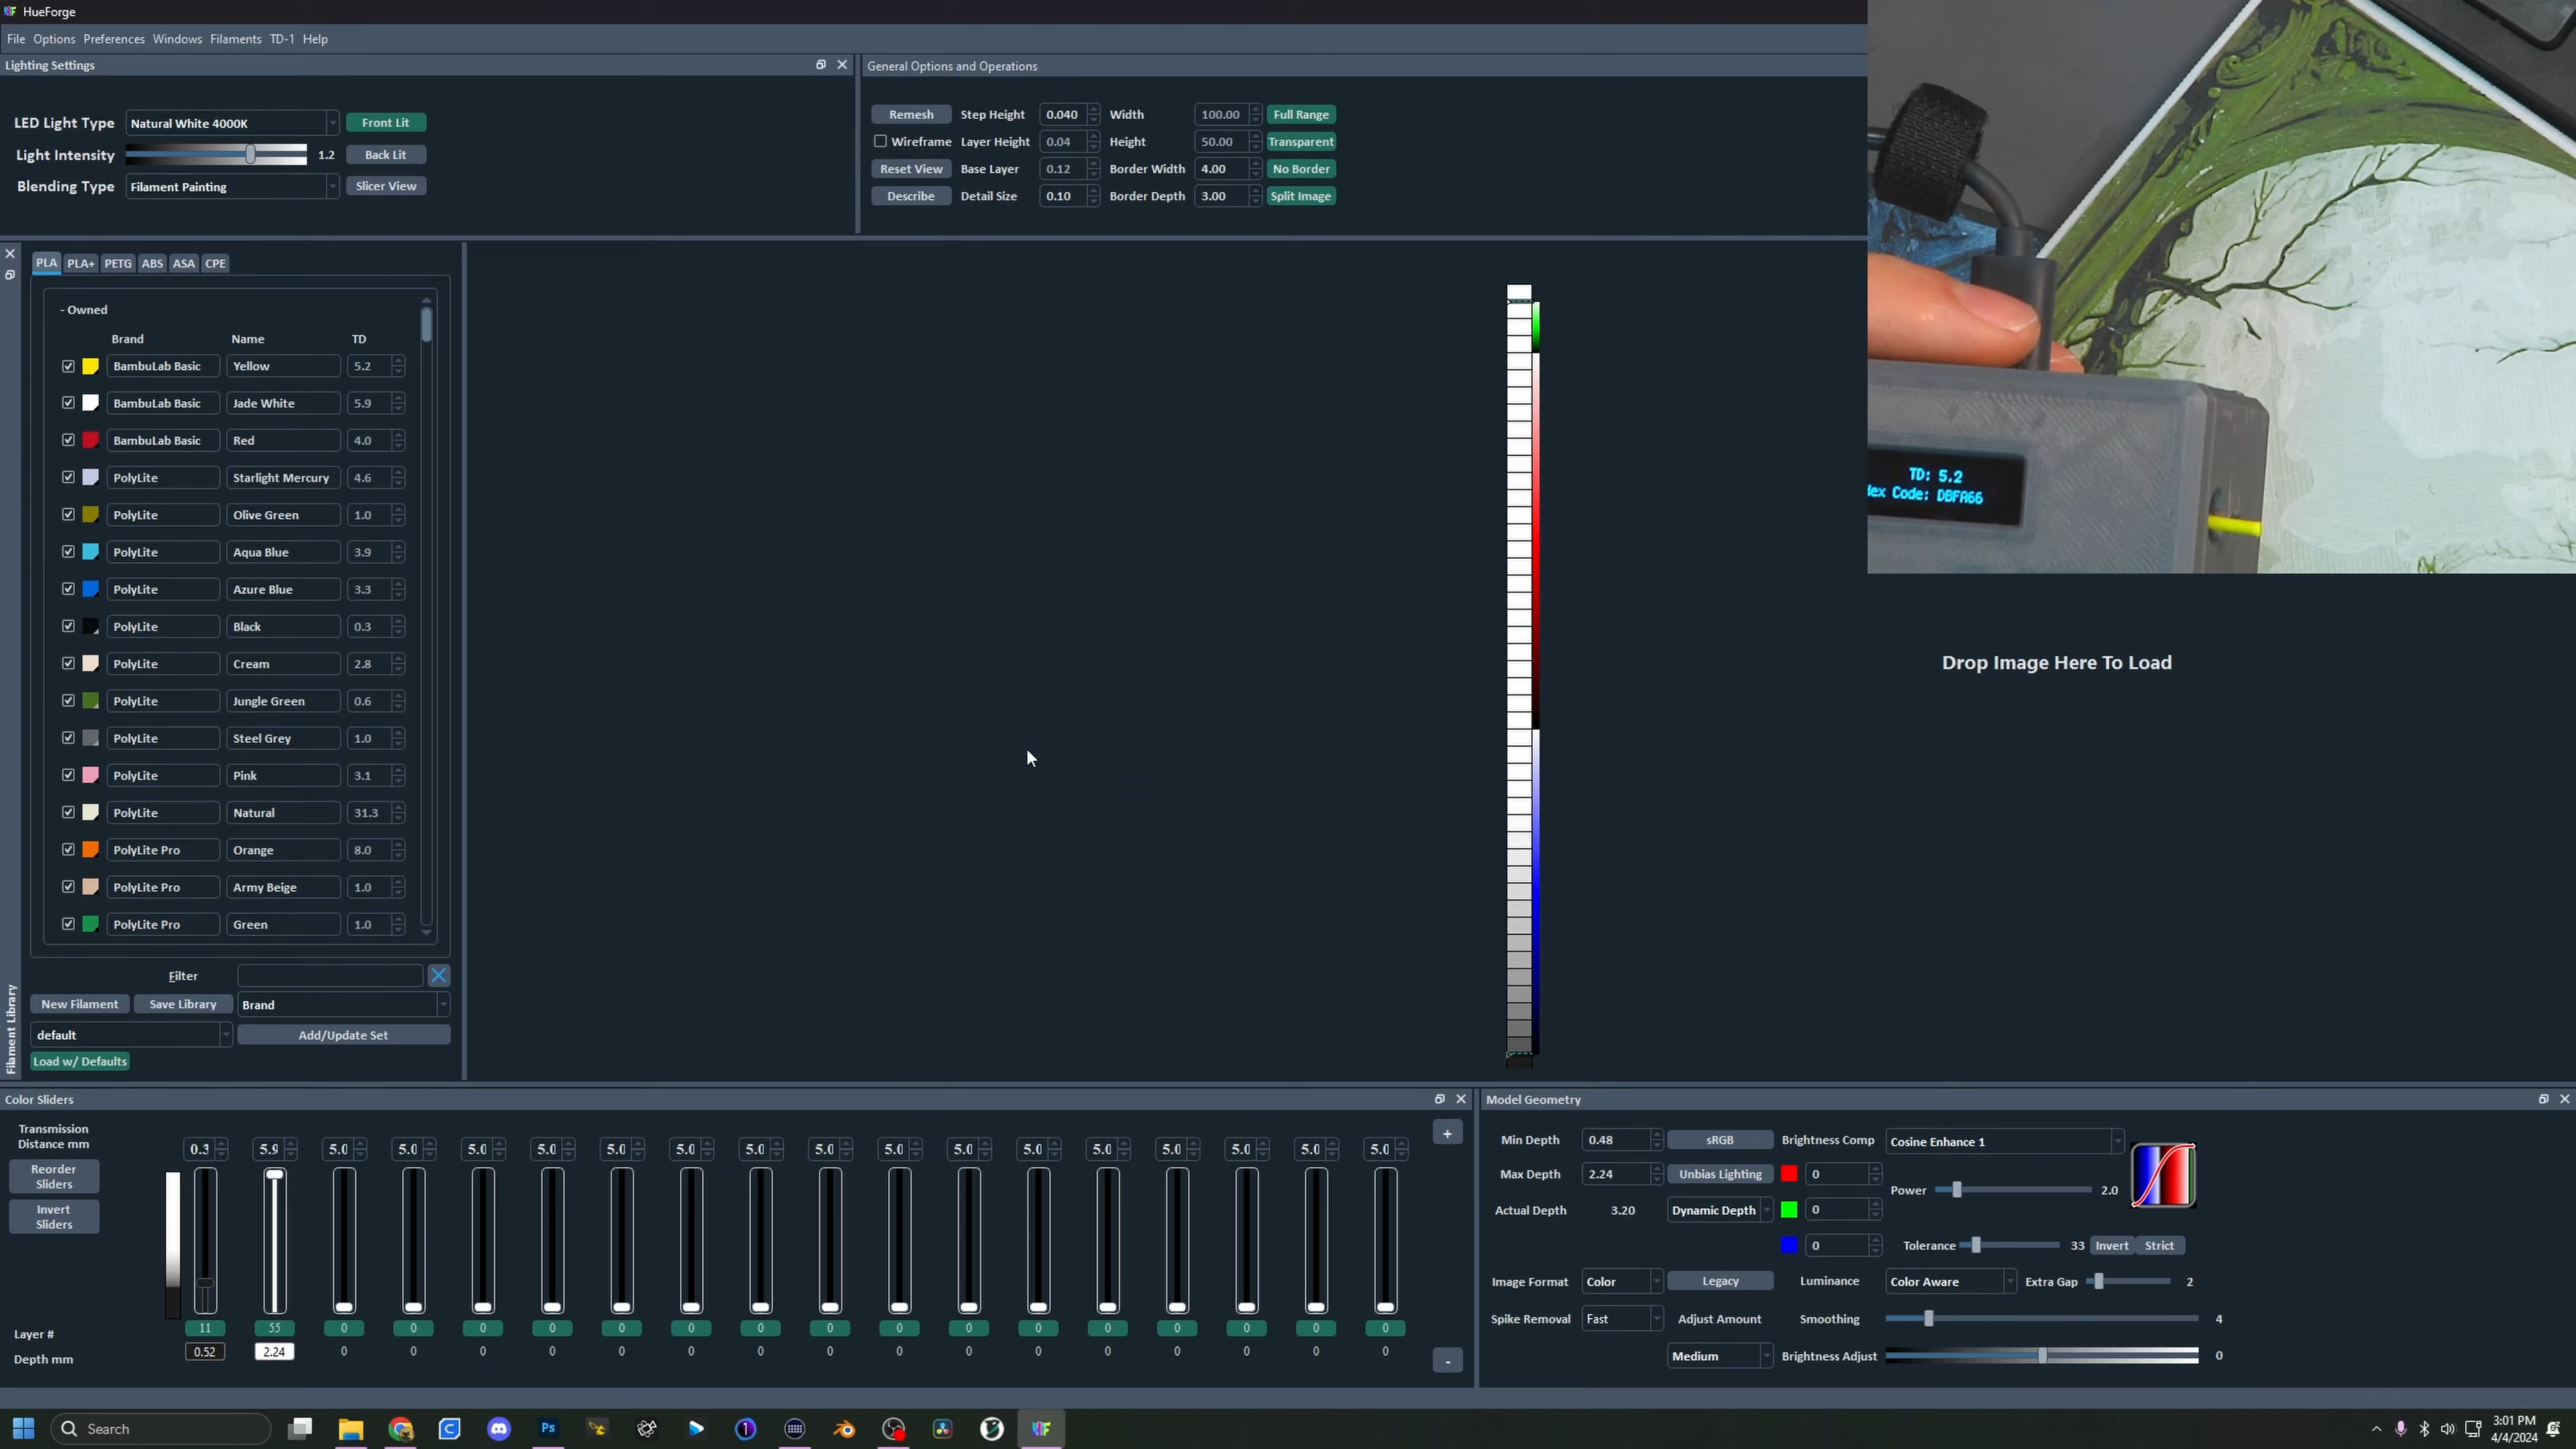 HueForge
File Options Preferences Windows Filaments TD-1 Help
Lighting Settings
LED Light Type Natural White 4000K Front Lit
Light Intensity 1.2 Back Lit
Blending Type Filament Painting Slicer View
General Options and Operations
Remesh Step Height 0.040 Width 100.00 Full Range
Wireframe Layer Height 0.04 Height 50.00 Transparent
Reset View Base Layer 0.12 Border Width 4.00 No Border
Describe Detail Size 0.10 Border Depth 3.00 Split Image
TD: 5.2
Hex Code: DBFA66
PLA PLA+ PETG ABS ASA CPE
- Owned
Brand Name TD
BambuLab Basic Yellow 5.2
BambuLab Basic Jade White 5.9
BambuLab Basic Red 4.0
PolyLite Starlight Mercury 4.6
PolyLite Olive Green 1.0
PolyLite Aqua Blue 3.9
PolyLite Azure Blue 3.3
PolyLite Black 0.3
PolyLite Cream 2.8
PolyLite Jungle Green 0.6
PolyLite Steel Grey 1.0
PolyLite Pink 3.1
PolyLite Natural 31.3
PolyLite Pro Orange 8.0
PolyLite Pro Army Beige 1.0
PolyLite Pro Green 1.0
Filter
New Filament Save Library Brand
default Add/Update Set
Load w/ Defaults
Filament Library
Drop Image Here To Load
Color Sliders
Transmission
Distance mm
0.3 5.9 5.0 5.0 5.0 5.0 5.0 5.0 5.0 5.0 5.0 5.0 5.0 5.0 5.0 5.0 5.0 5.0 +
Reorder
Sliders
Invert
Sliders
Layer # 11 55 0 0 0 0 0 0 0 0 0 0 0 0 0 0 0 0
Depth mm 0.52 2.24 0 0 0 0 0 0 0 0 0 0 0 0 0 0 0 0 -
Model Geometry
Min Depth 0.48 sRGB Brightness Comp Cosine Enhance 1
Max Depth 2.24 Unbias Lighting 0 Power 2.0
Actual Depth 3.20 Dynamic Depth 0
0 Tolerance 33 Invert Strict
Image Format Color Legacy Luminance Color Aware Extra Gap 2
Spike Removal Fast Adjust Amount Smoothing 4
Medium Brightness Adjust 0
Search
Ps
3:01 PM
4/4/2024